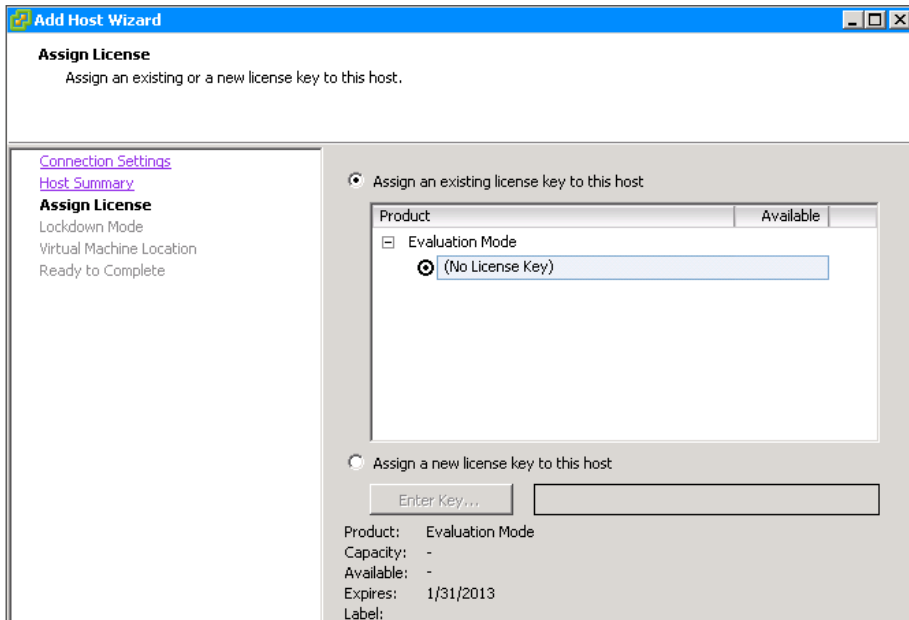 Add Host Wizard
Assign License
Assign an existing or a new license key to this host.
Connection Settings
Host Summary
Assign License
Lockdown Mode
Virtual Machine Location
Ready to Complete
Assign an existing license key to this host
Product Available
Evaluation Mode
(No License Key)
Assign a new license key to this host
Enter Key...
Product: Evaluation Mode
Capacity: -
Available: -
Expires: 1/31/2013
Label: